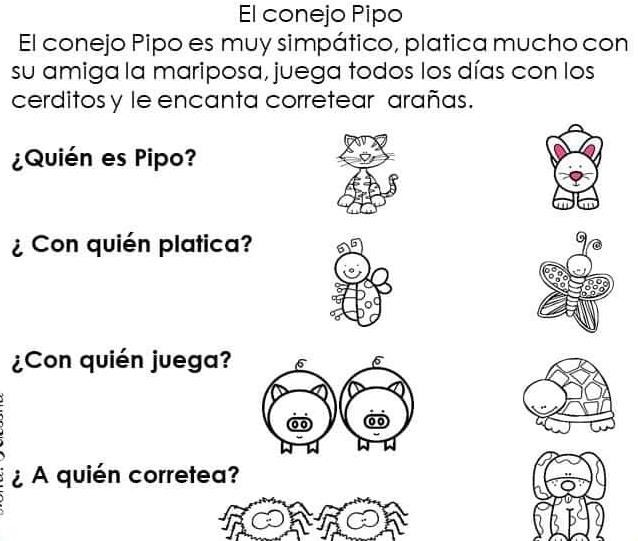 El conejo Pipo
El conejo Pipo es muy simpático, platica mucho con
su amiga la mariposa, juega todos los días con los
cerditos y le encanta corretear arañas.
¿Quién es Pipo?
¿ Con quién platica?
¿Con quién juega?
¿ A quién corretea?